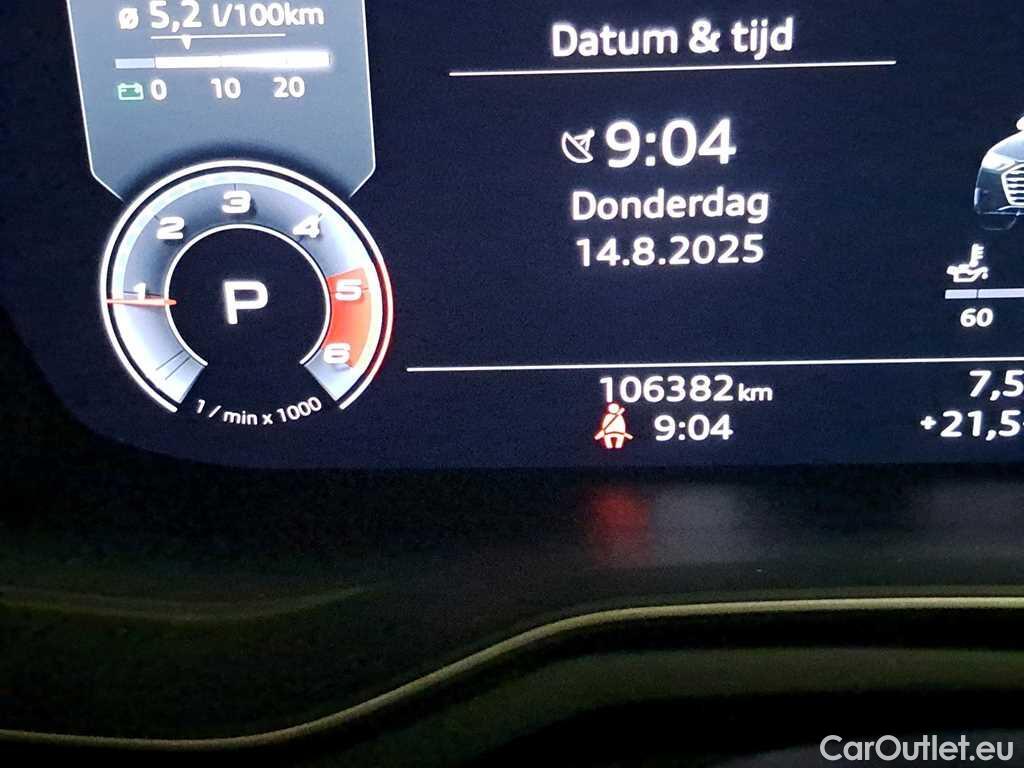 ø 5,2 l/100km
0 10 20
Datum & tijd
9:04
Donderdag
14.8.2025
1 2 3 4 5 6
P
1 / min x 1000
60
106382 km
7,5
9:04
+21,5
CarOutlet.eu